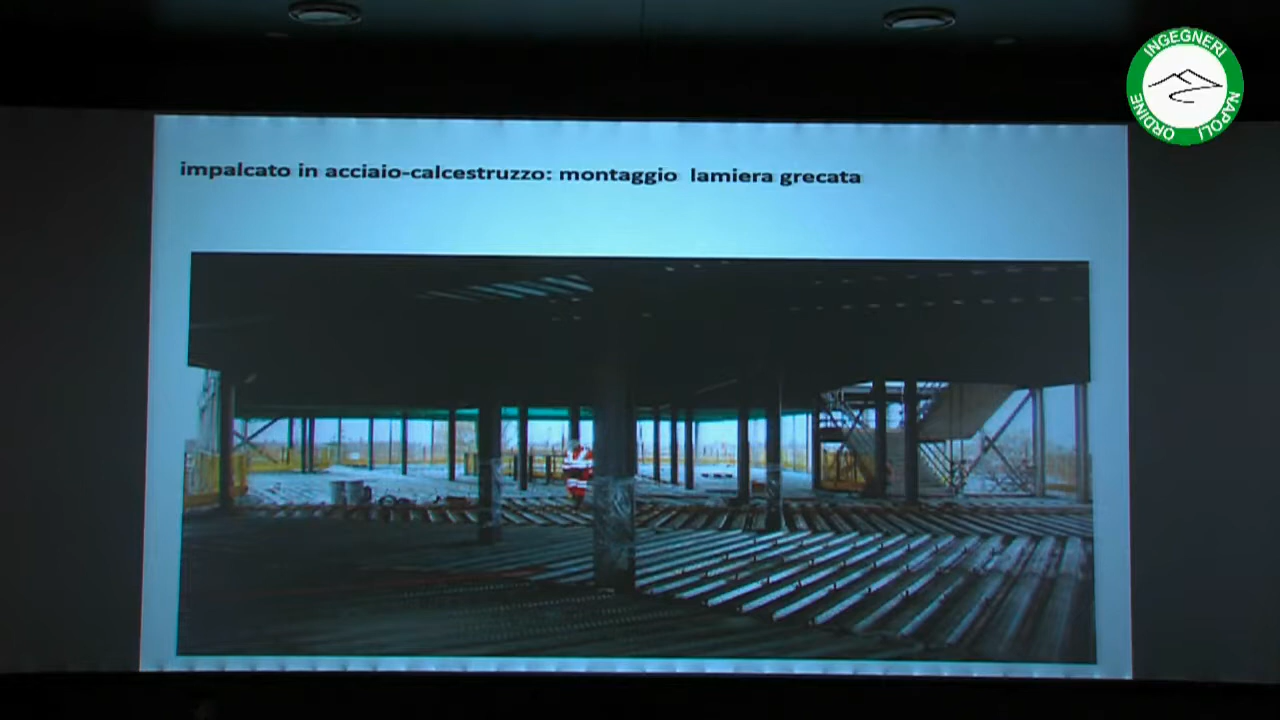 impalcato in acciaio-calcestruzzo: montaggio lamiera grecata
INGEGNERI
ORDINE
NAPOLI